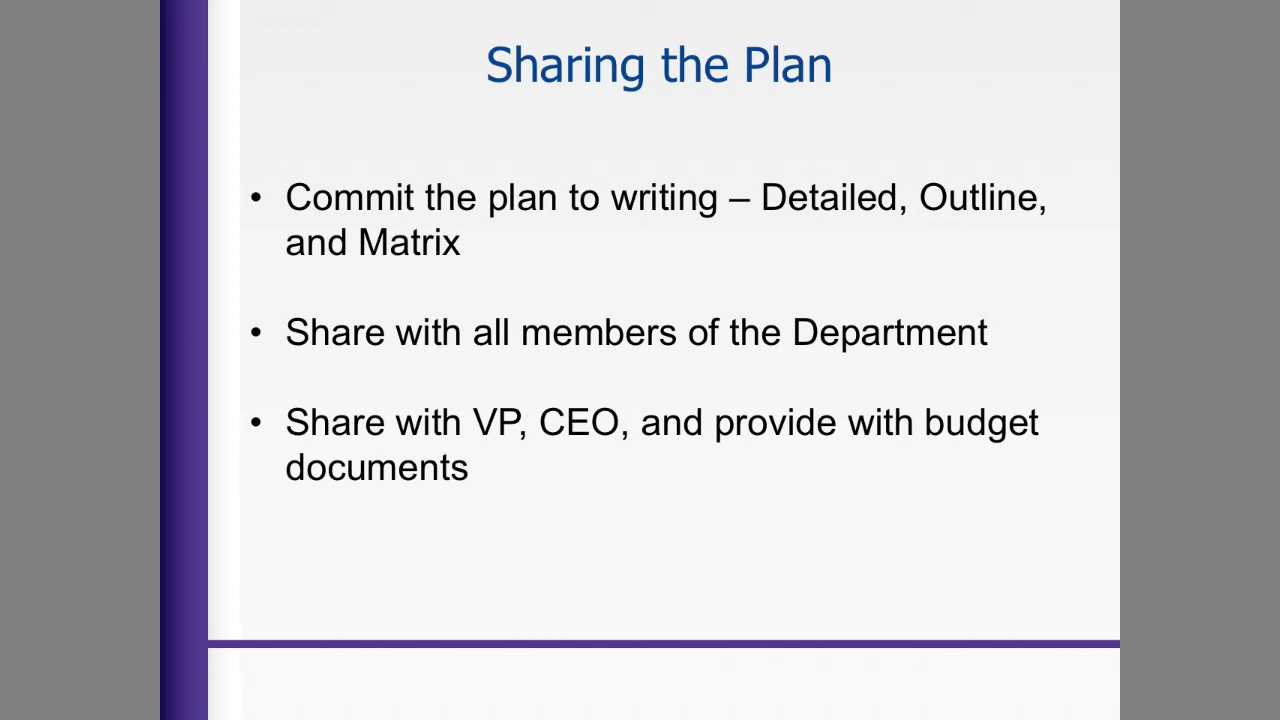 Sharing the Plan
• Commit the plan to writing – Detailed, Outline,
and Matrix
• Share with all members of the Department
• Share with VP, CEO, and provide with budget
documents